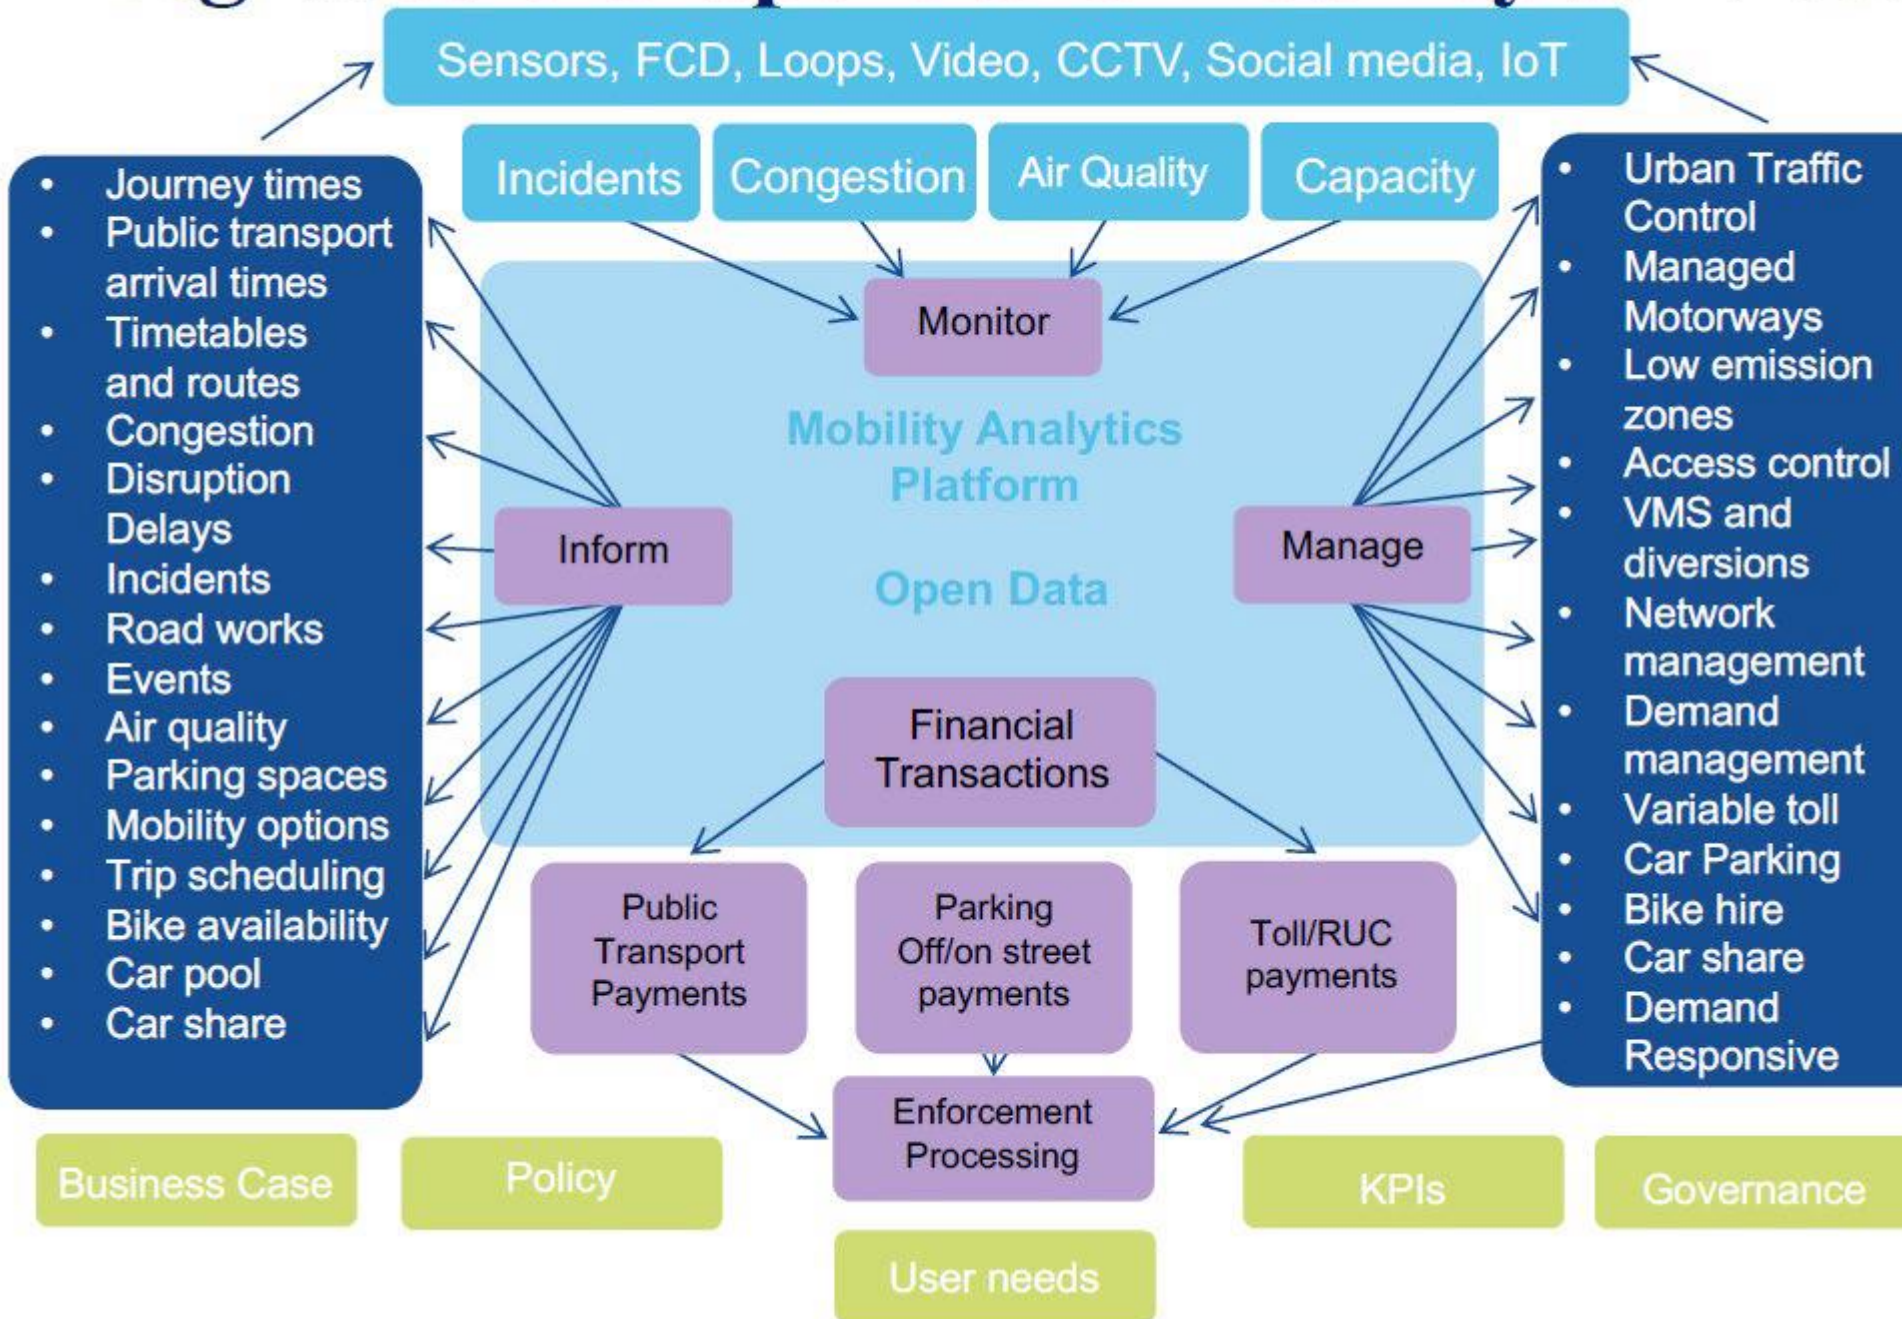 Sensors, FCD, Loops, Video, CCTV, Social media, IoT
Incidents
Congestion
Air Quality
Capacity
• Journey times
• Public transport
arrival times
• Timetables
and routes
• Congestion
• Disruption
Delays
• Incidents
• Road works
• Events
• Air quality
• Parking spaces
• Mobility options
• Trip scheduling
• Bike availability
• Car pool
• Car share
Monitor
Mobility Analytics
Platform
Open Data
Inform
Manage
Financial
Transactions
Public
Transport
Payments
Parking
Off/on street
payments
Toll/RUC
payments
Enforcement
Processing
• Urban Traffic
Control
• Managed
Motorways
• Low emission
zones
• Access control
• VMS and
diversions
• Network
management
• Demand
management
• Variable toll
• Car Parking
• Bike hire
• Car share
• Demand
Responsive
Business Case
Policy
User needs
KPIs
Governance